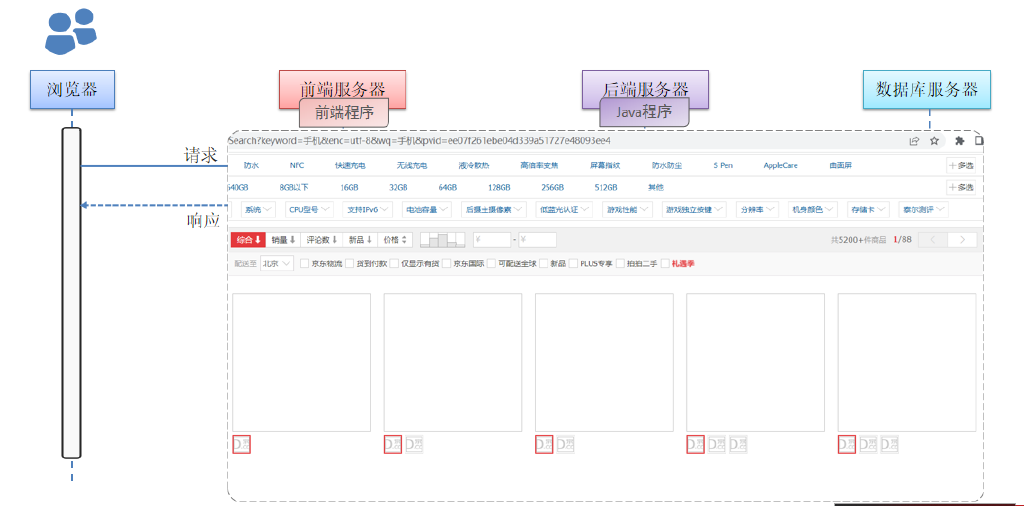 浏览器
前端服务器
后端服务器
数据库服务器
前端程序
Java程序
请求
响应
Search?keyword=手机&enc=utf-8&wq=手机&pvid=ee07f261ebe04d339a51727e48093ee4
防水 NFC 快速充电 无线充电 液冷散热 高倍率变焦 屏幕指纹 防水防尘 S Pen AppleCare 曲面屏 +多选
640GB 8GB以下 16GB 32GB 64GB 128GB 256GB 512GB 其他 +多选
系统 CPU型号 支持IPv6 电池容量 后摄主摄像素 低蓝光认证 游戏性能 游戏独立按键 分辨率 机身颜色 存储卡 泰尔测评
综合 销量 评论数 新品 价格 ¥ - ¥ 共5200+件商品 1/88 < >
配送至 北京 京东物流 货到付款 仅显示有货 京东国际 可配送全球 新品 PLUS专享 拍拍二手 礼遇季